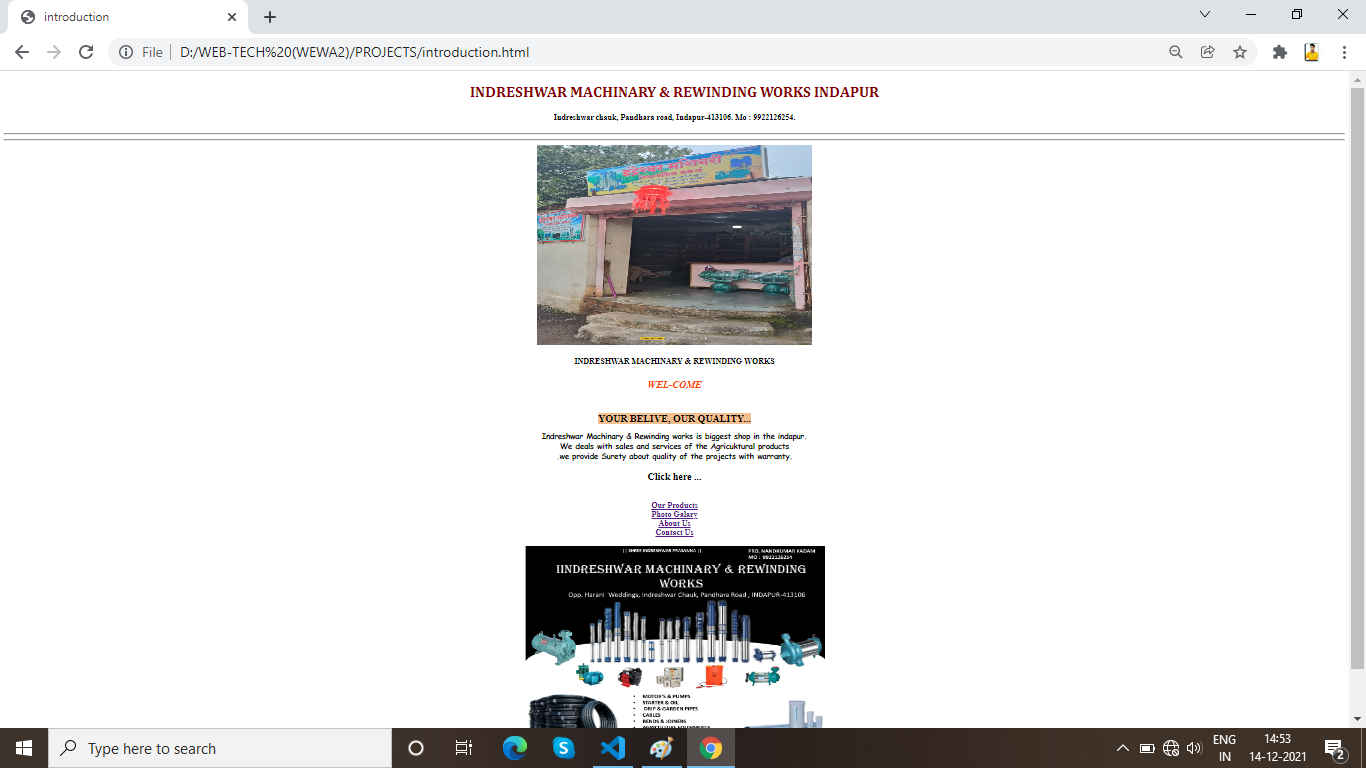 introduction
File
D:/WEB-TECH%20(WEWA2)/PROJECTS/introduction.html
INDRESHWAR MACHINARY & REWINDING WORKS INDAPUR
Indreshwar chauk, Pandhara road, Indapur-413106. Mo : 9922126254.
INDRESHWAR MACHINARY & REWINDING WORKS
WEL-COME
YOUR BELIVE, OUR QUALITY...
Indreshwar Machinary & Rewinding works is biggest shop in the indapur.
We deals with sales and services of the Agricuktural products
.we provide Surety about quality of the projects with warranty.
Click here ...
Our Products
Photo Galary
About Us
Contact Us
|| SHREE INDRESHWAR PRASANNA ||
PRO. NANDKUMAR KADAM
MO : 9922126254
IINDRESHWAR MACHINARY & REWINDING
WORKS
Opp. Harani Weddings, Indreshwar Chauk, Pandhara Road , INDAPUR-413106
• MOTOR'S & PUMPS
• STARTER & OIL
• DRIP & GARDEN PIPES
• CABLES
• BENDS & JOINERS
Type here to search
ENG
IN
14:53
14-12-2021
2